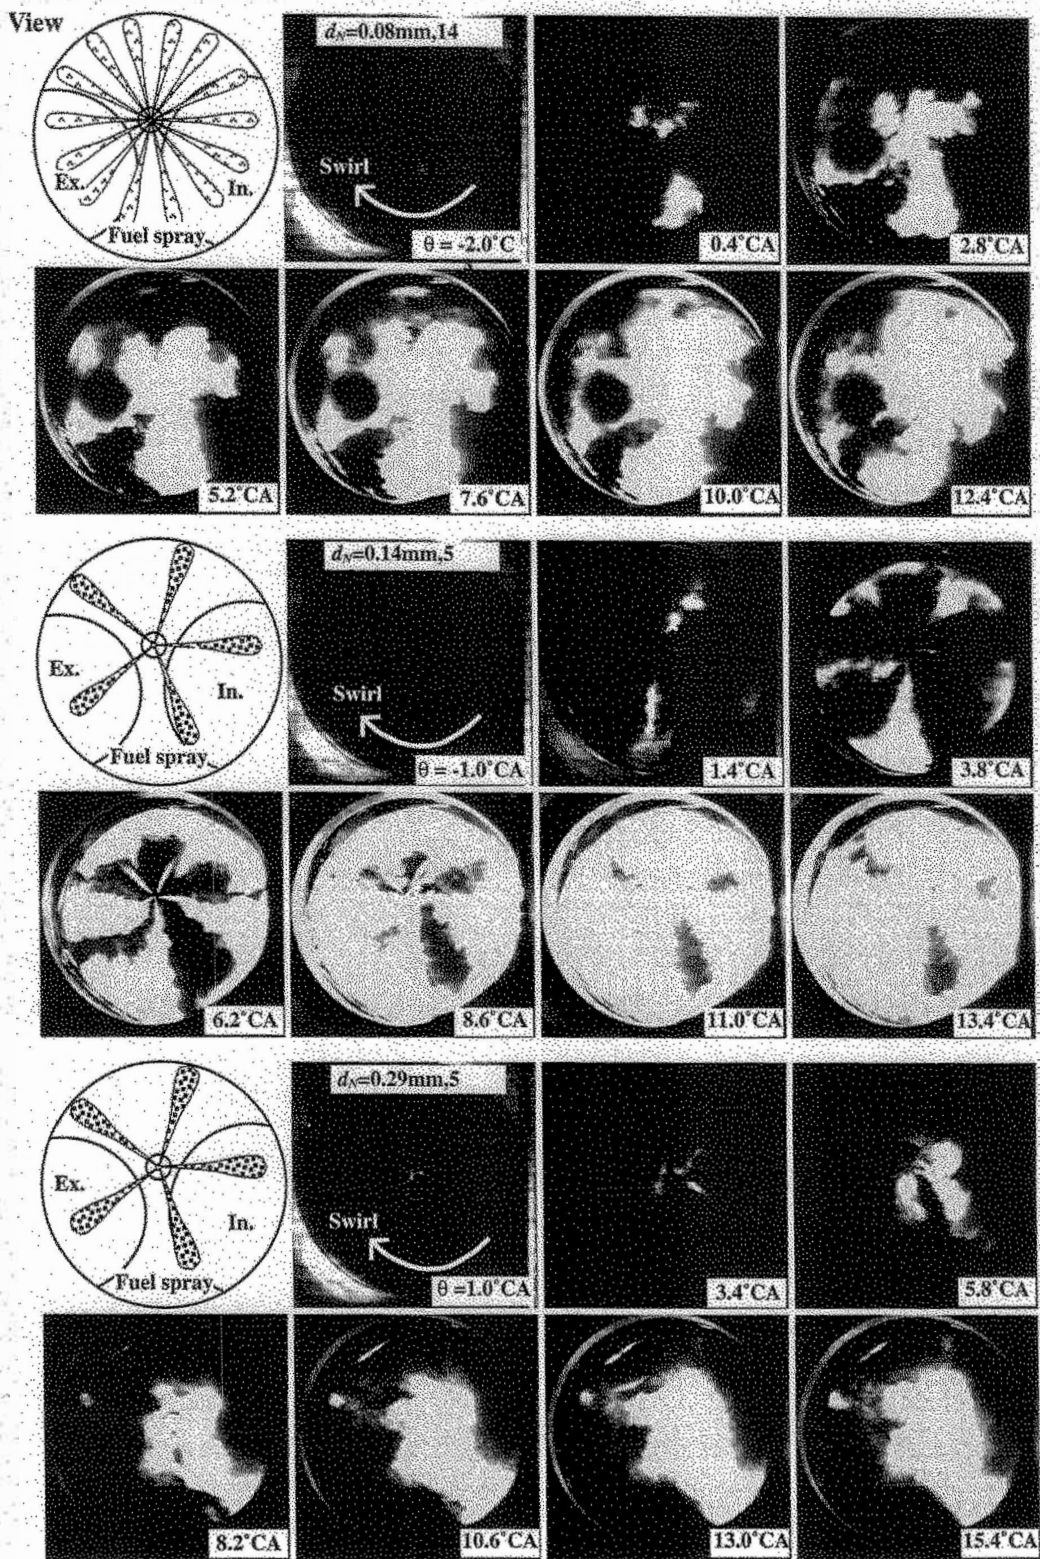 View
d_N=0.08mm,14
Swirl
Ex.
In.
Fuel spray
θ = -2.0°C
0.4°CA
2.8°CA
5.2°CA
7.6°CA
10.0°CA
12.4°CA
d_N=0.14mm,5
Ex.
In.
Swirl
Fuel spray
θ = -1.0°CA
1.4°CA
3.8°CA
6.2°CA
8.6°CA
11.0°CA
13.4°CA
d_N=0.29mm,5
Ex.
In.
Swirl
Fuel spray
θ =1.0°CA
3.4°CA
5.8°CA
8.2°CA
10.6°CA
13.0°CA
15.4°CA